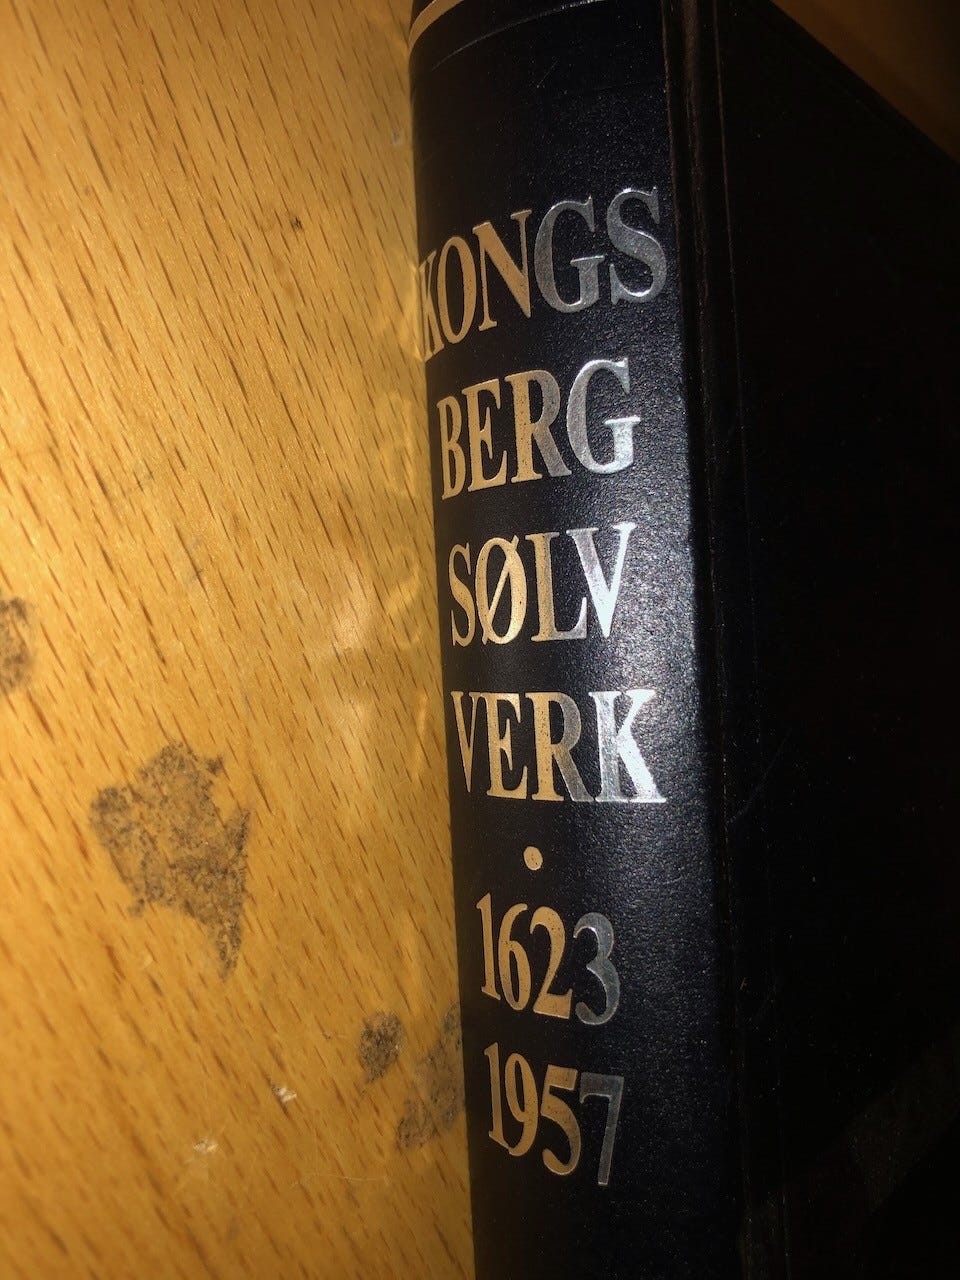 KONGS
BERG
SØLV
VERK
•
1623
1957